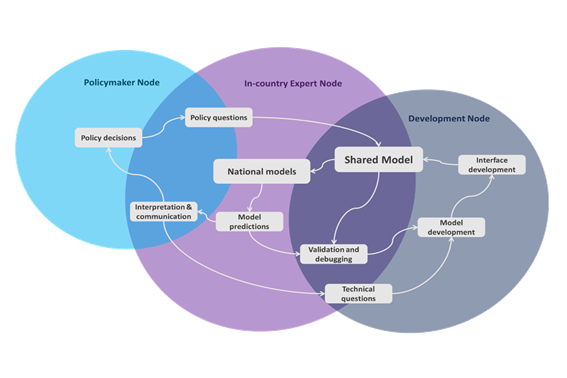 Policymaker Node
In-country Expert Node
Development Node
Policy questions
Policy decisions
Shared Model
Interface
development
National models
Interpretation &
communication
Model
predictions
Model
development
Validation and
debugging
Technical
questions